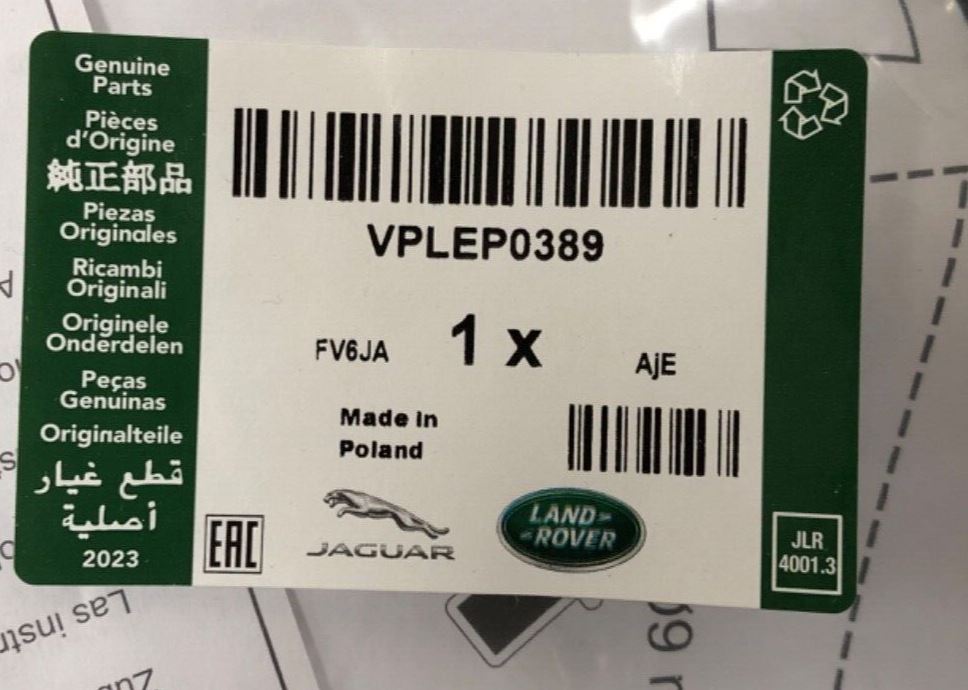 Genuine
Parts
Pièces
d'Origine
純正部品
Piezas
Originales
Ricambi
Originali
Originele
Onderdelen
Peças
Genuinas
Originalteile
قطع غيار
أصلية
2023
VPLEP0389
FV6JA
1 x
AjE
Made in
Poland
EAC
JAGUAR
LAND
ROVER
JLR
4001.3
Las instr